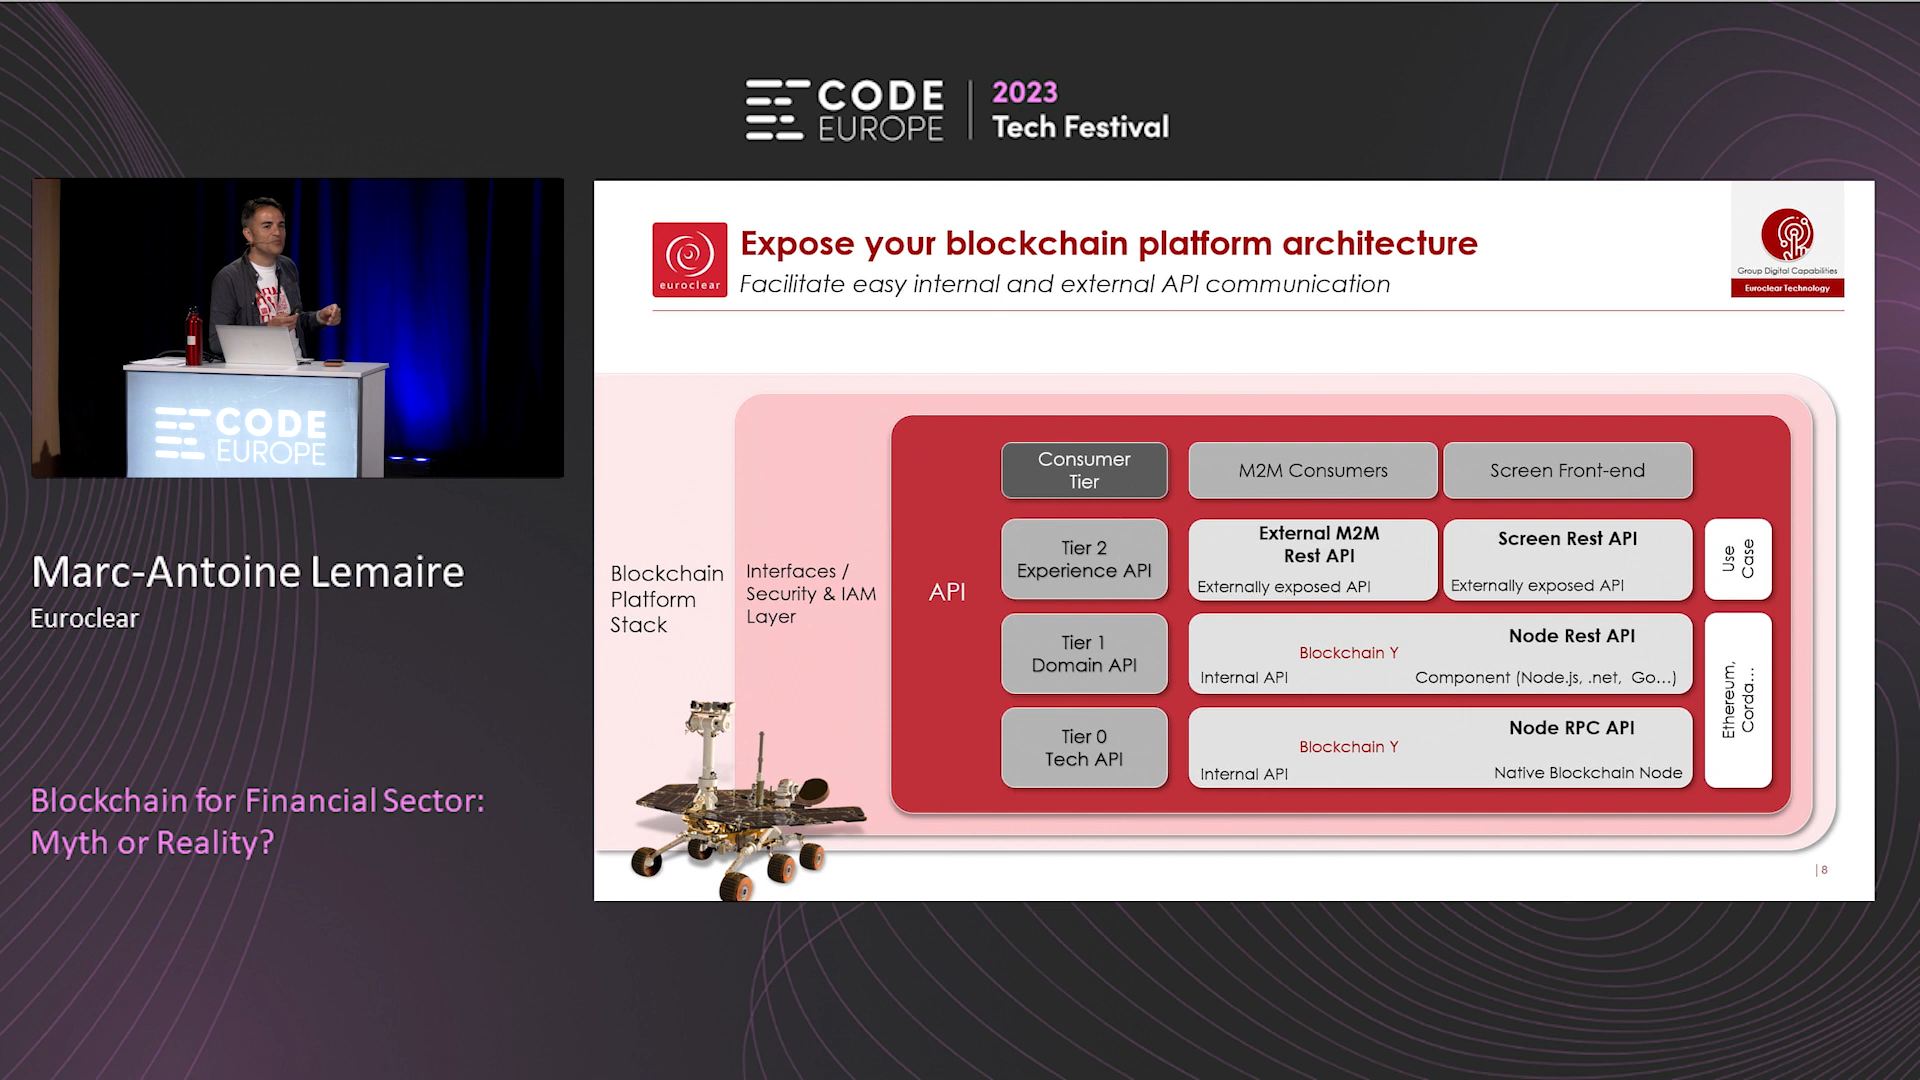 CODE
EUROPE
2023
Tech Festival
CODE
EUROPE
Marc-Antoine Lemaire
Euroclear
Blockchain for Financial Sector:
Myth or Reality?
euroclear
Expose your blockchain platform architecture
Facilitate easy internal and external API communication
Group Digital Capabilities
Euroclear Technology
Blockchain
Platform
Stack
Interfaces /
Security & IAM
Layer
API
Consumer
Tier
M2M Consumers
Screen Front-end
Tier 2
Experience API
External M2M
Rest API
Externally exposed API
Screen Rest API
Externally exposed API
Use
Case
Tier 1
Domain API
Node Rest API
Blockchain Y
Internal API
Component (Node.js, .net, Go...)
Ethereum,
Corda...
Tier 0
Tech API
Node RPC API
Blockchain Y
Internal API
Native Blockchain Node
| 8